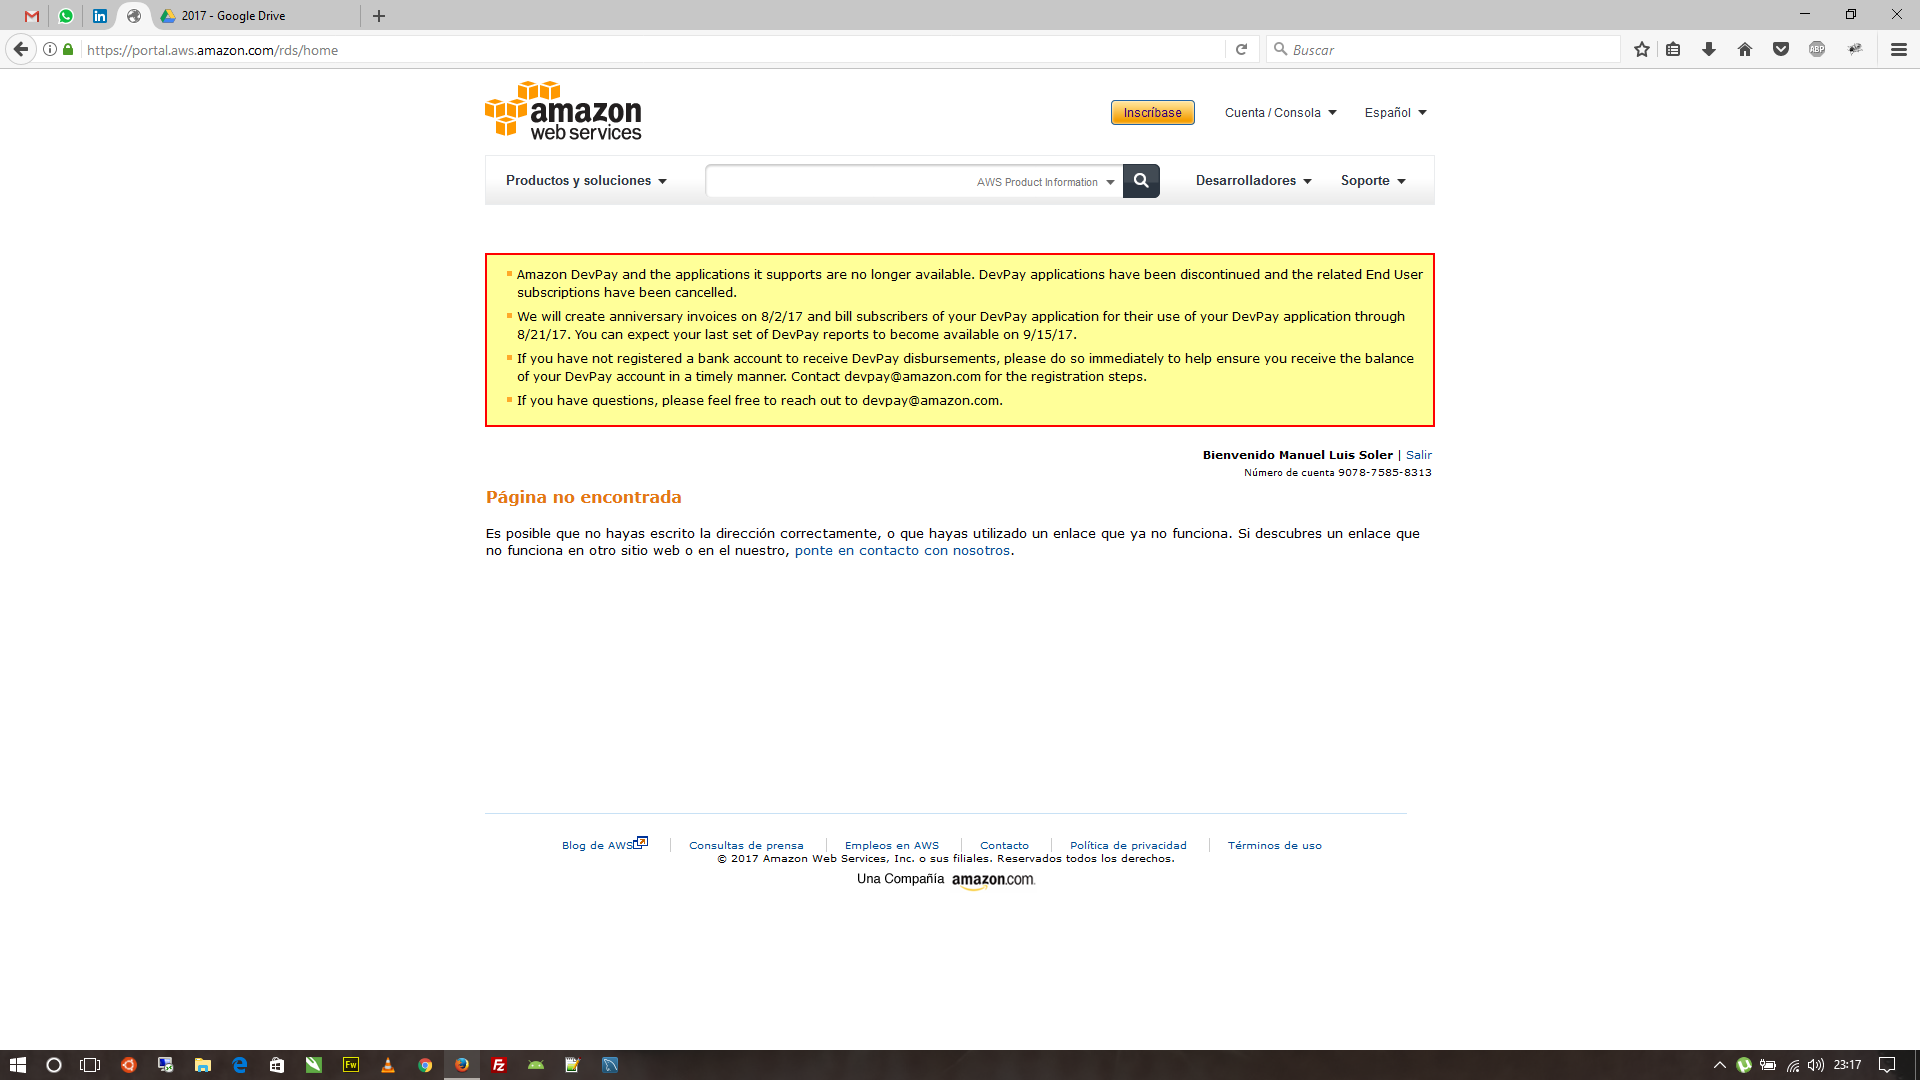 2017 - Google Drive
https://portal.aws.amazon.com/rds/home
Buscar
ABP
amazon
web services
Inscríbase
Cuenta / Consola
Español
Productos y soluciones
AWS Product Information
Desarrolladores
Soporte
Amazon DevPay and the applications it supports are no longer available. DevPay applications have been discontinued and the related End User
subscriptions have been cancelled.
We will create anniversary invoices on 8/2/17 and bill subscribers of your DevPay application for their use of your DevPay application through
8/21/17. You can expect your last set of DevPay reports to become available on 9/15/17.
If you have not registered a bank account to receive DevPay disbursements, please do so immediately to help ensure you receive the balance
of your DevPay account in a timely manner. Contact devpay@amazon.com for the registration steps.
If you have questions, please feel free to reach out to devpay@amazon.com.
Bienvenido Manuel Luis Soler | Salir
Número de cuenta 9078-7585-8313
Página no encontrada
Es posible que no hayas escrito la dirección correctamente, o que hayas utilizado un enlace que ya no funciona. Si descubres un enlace que
no funciona en otro sitio web o en el nuestro, ponte en contacto con nosotros.
Blog de AWS
Consultas de prensa
Empleos en AWS
Contacto
Política de privacidad
Términos de uso
© 2017 Amazon Web Services, Inc. o sus filiales. Reservados todos los derechos.
Una Compañía amazon.com.
Fw
Fz
23:17